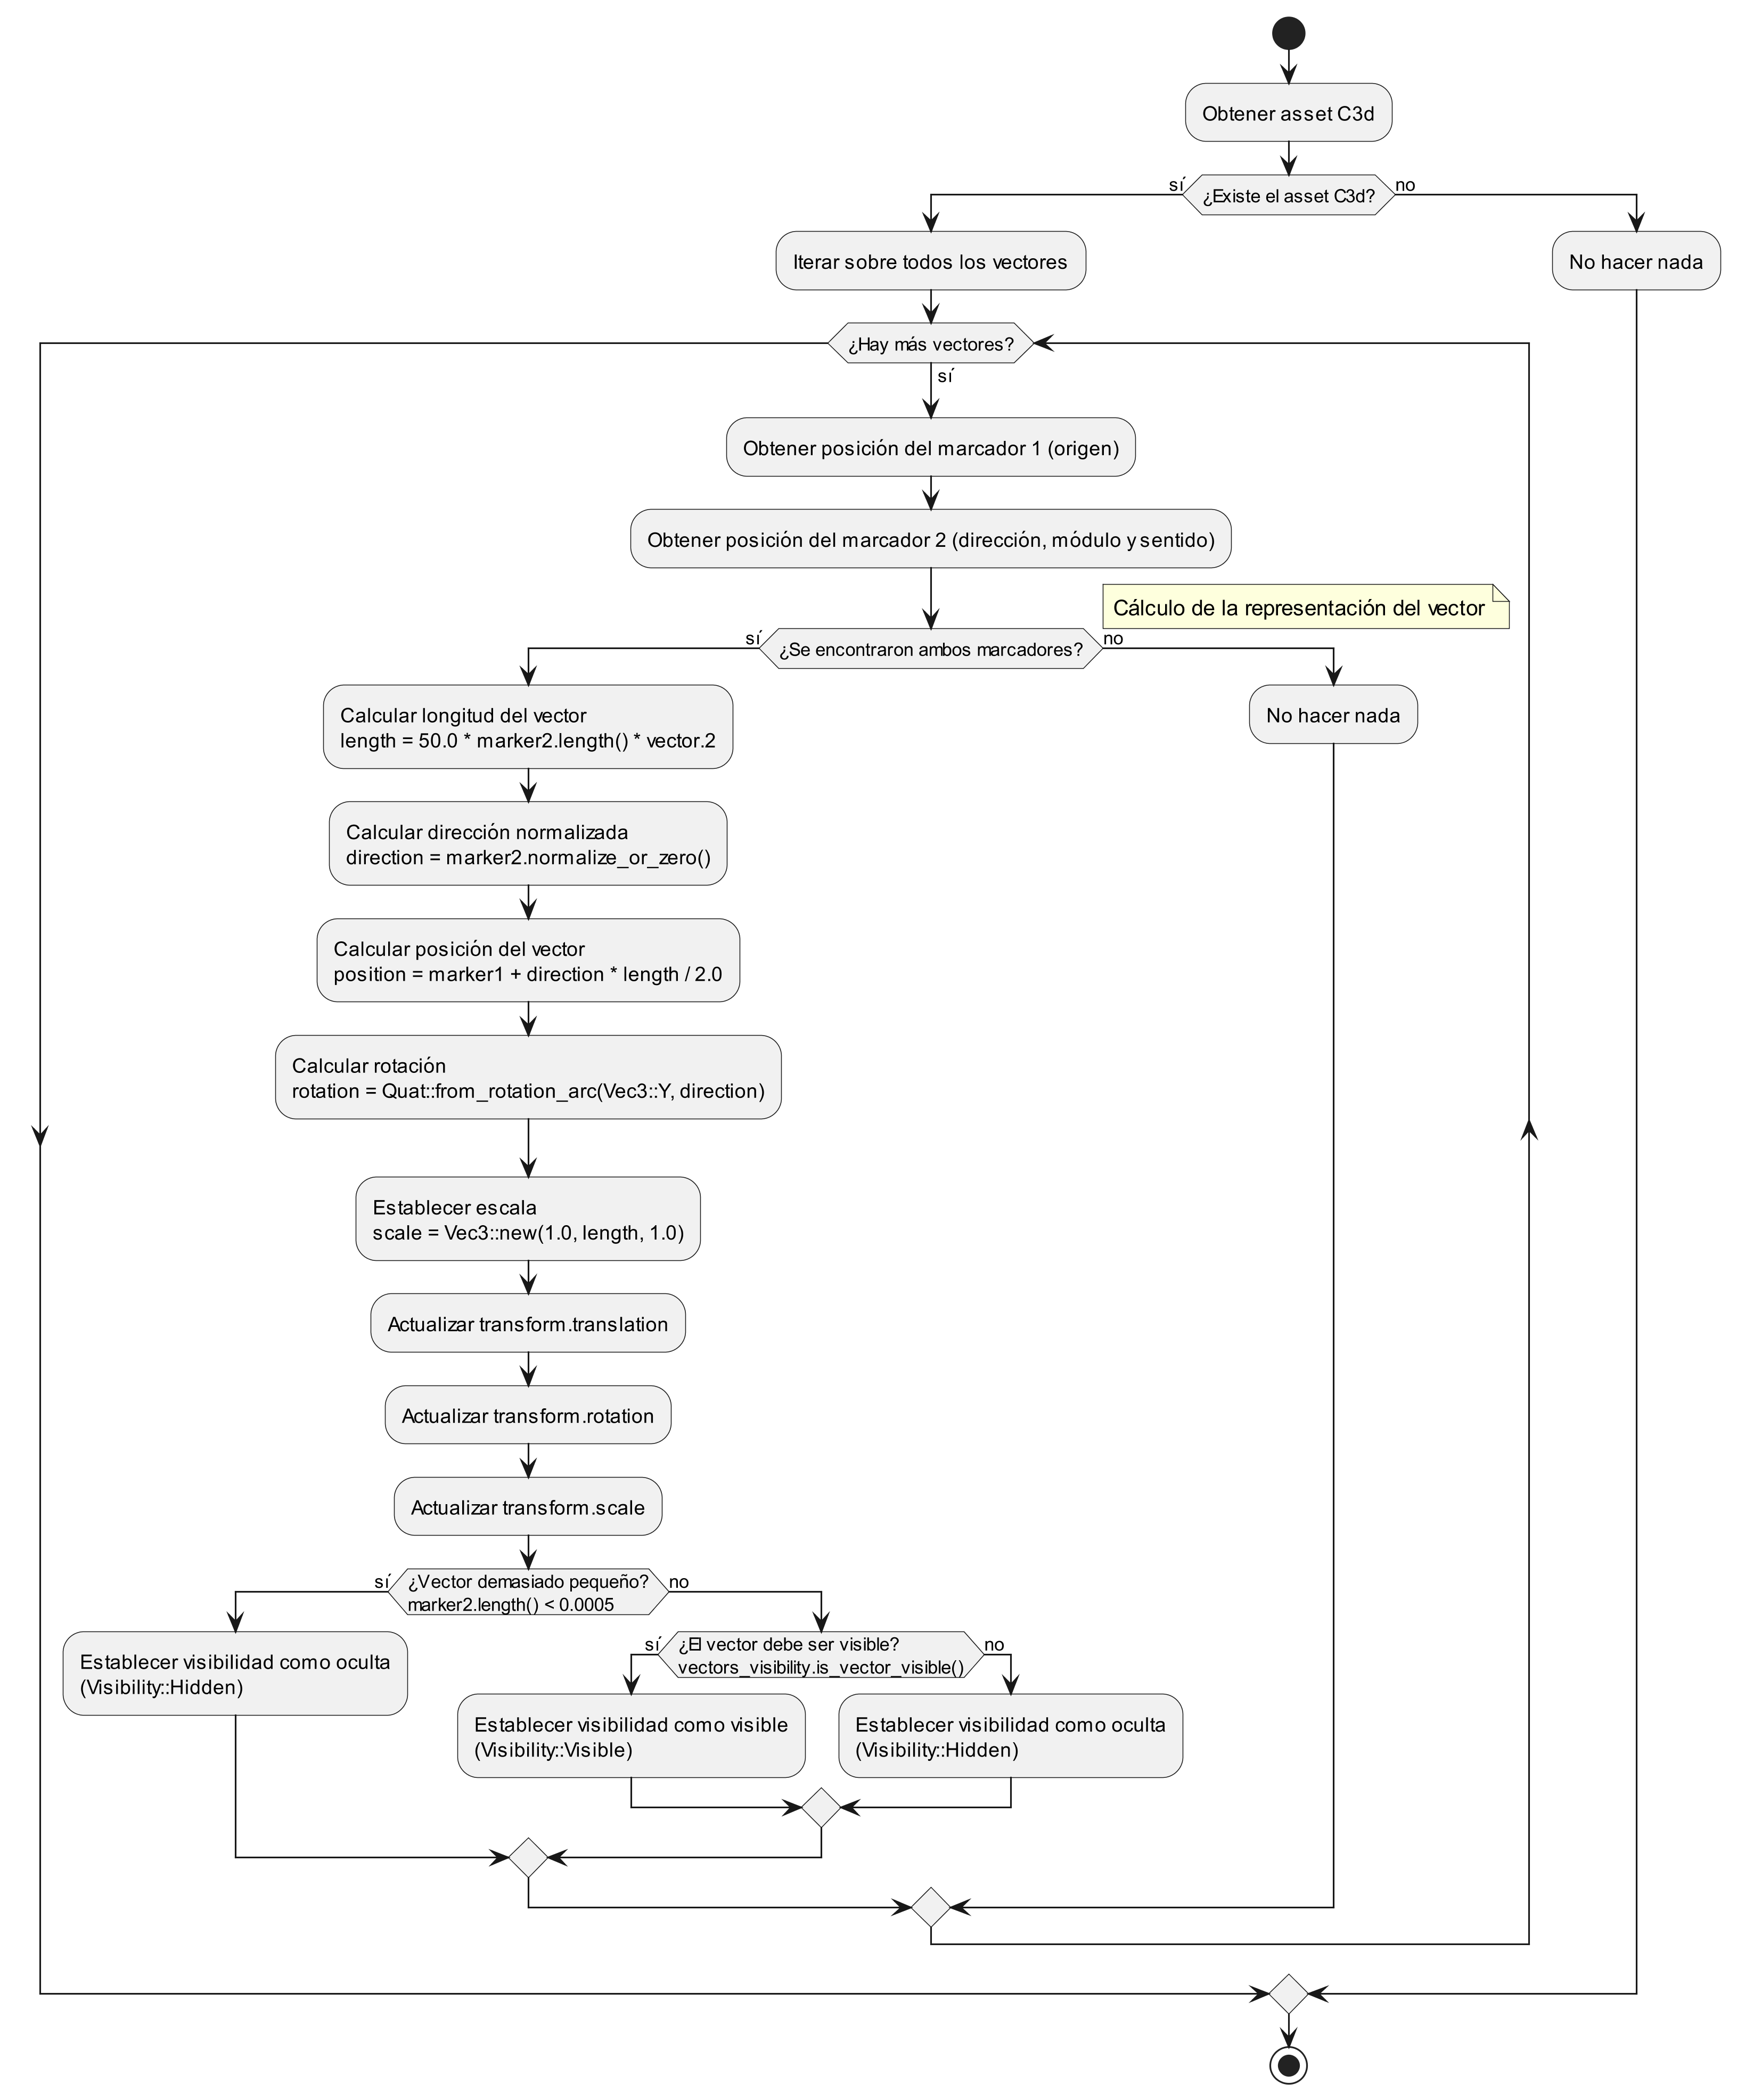 Obtener asset C3d
sí
¿Existe el asset C3d?
no
Iterar sobre todos los vectores
No hacer nada
¿Hay más vectores?
sí
Obtener posición del marcador 1 (origen)
Obtener posición del marcador 2 (dirección, módulo y sentido)
Cálculo de la representación del vector
sí
¿Se encontraron ambos marcadores?
no
Calcular longitud del vector
length = 50.0 * marker2.length() * vector.2
No hacer nada
Calcular dirección normalizada
direction = marker2.normalize_or_zero()
Calcular posición del vector
position = marker1 + direction * length / 2.0
Calcular rotación
rotation = Quat::from_rotation_arc(Vec3::Y, direction)
Establecer escala
scale = Vec3::new(1.0, length, 1.0)
Actualizar transform.translation
Actualizar transform.rotation
Actualizar transform.scale
sí
¿Vector demasiado pequeño?
marker2.length() < 0.0005
no
Establecer visibilidad como oculta
(Visibility::Hidden)
sí
¿El vector debe ser visible?
vectors_visibility.is_vector_visible()
no
Establecer visibilidad como visible
(Visibility::Visible)
Establecer visibilidad como oculta
(Visibility::Hidden)